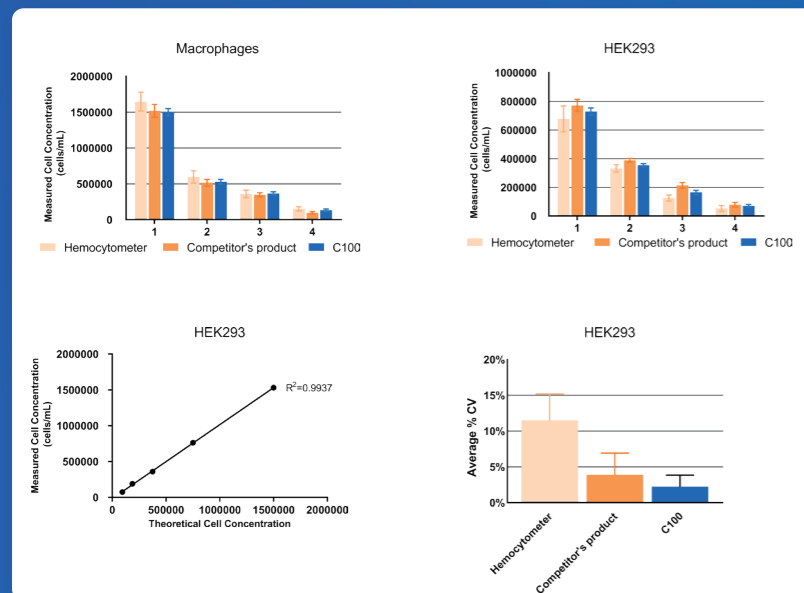 Macrophages
Measured Cell Concentration
(cells/mL)
2000000
1500000
1000000
500000
0
1 2 3 4
Hemocytometer Competitor's product C100
HEK293
Measured Cell Concentration
(cells/mL)
1000000
800000
600000
400000
200000
0
1 2 3 4
Hemocytometer Competitor's product C100
HEK293
Measured Cell Concentration
(cells/mL)
2000000
1500000
1000000
500000
0
R²=0.9937
0 500000 1000000 1500000 2000000
Theoretical Cell Concentration
HEK293
Average % CV
20%
15%
10%
5%
0%
Hemocytometer
Competitor's product
C100